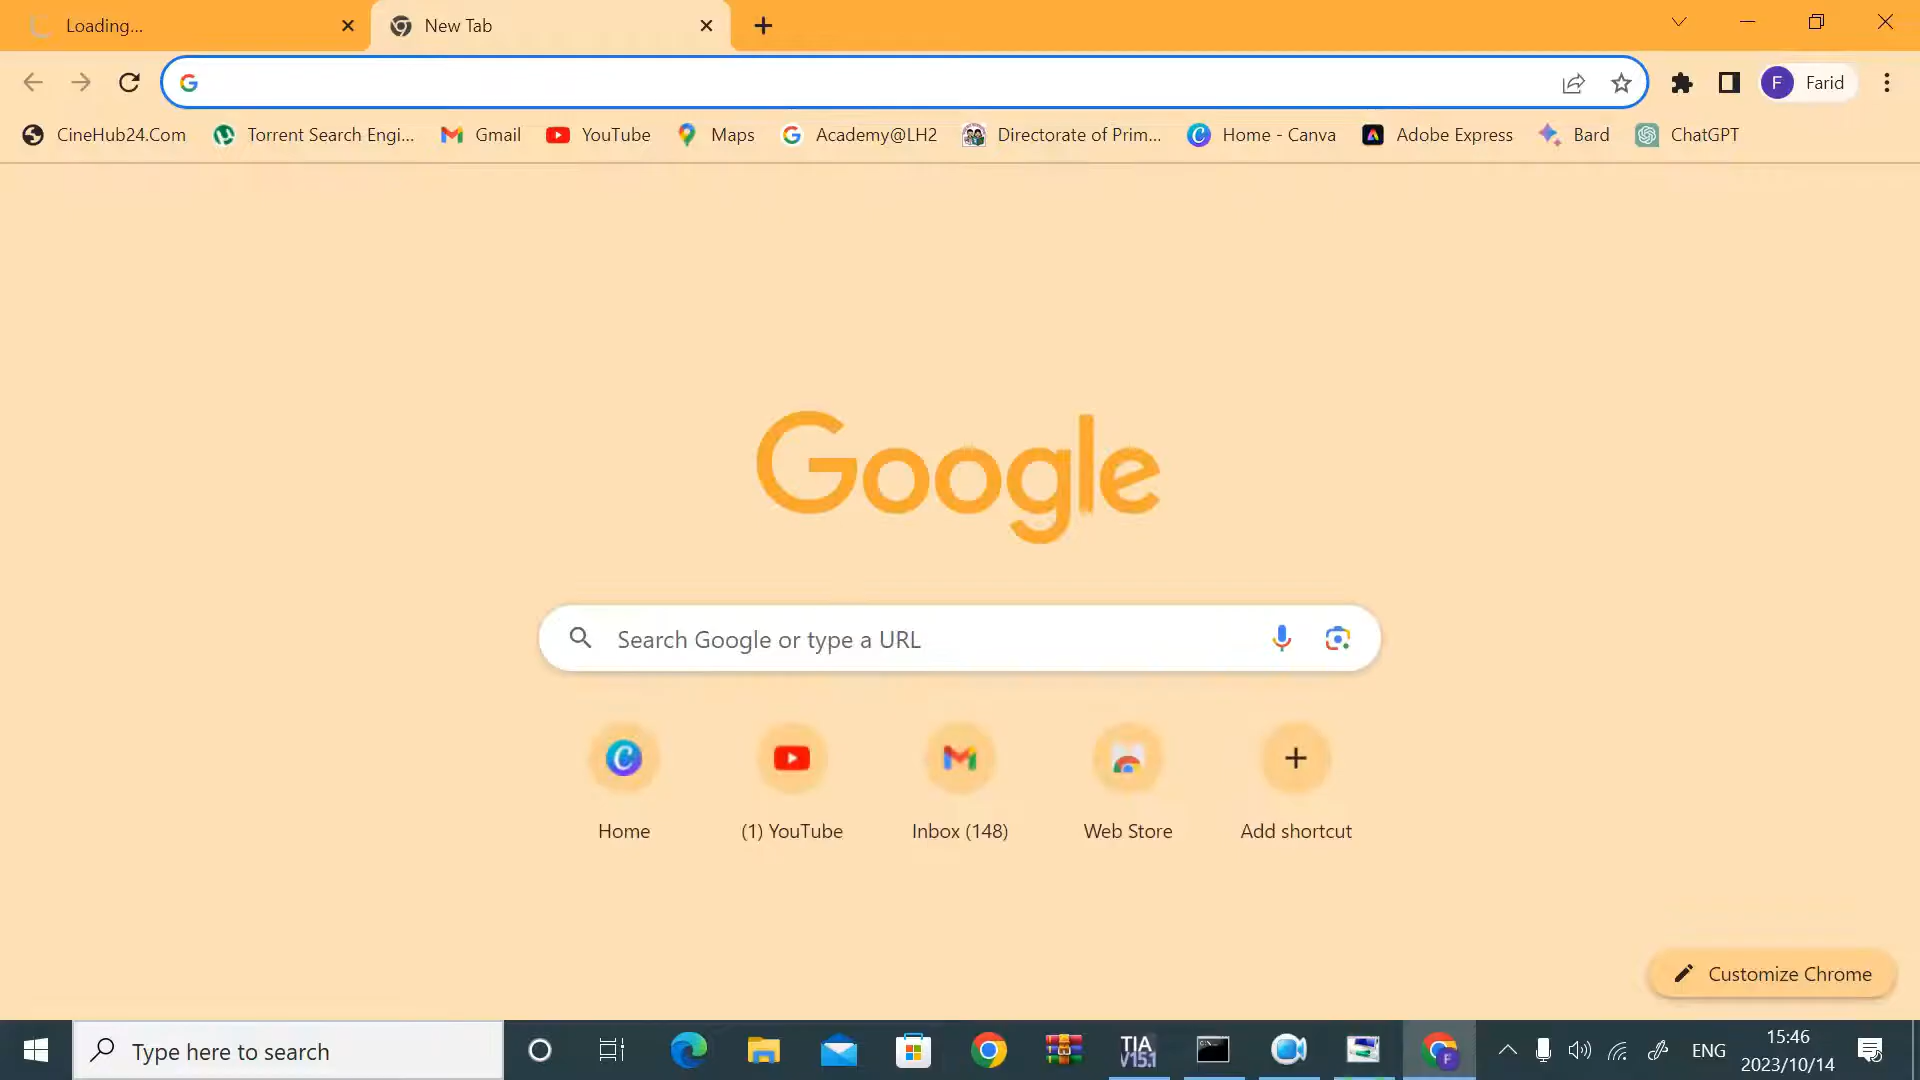 Loading...
New Tab
Farid
CineHub24.Com
Torrent Search Engi...
Gmail
YouTube
Maps
Academy@LH2
Directorate of Prim...
Home - Canva
Adobe Express
Bard
ChatGPT
Google
Search Google or type a URL
Home
(1) YouTube
Inbox (148)
Web Store
Add shortcut
Customize Chrome
Type here to search
TIA
V15.1
F
ENG
15:46
2023/10/14